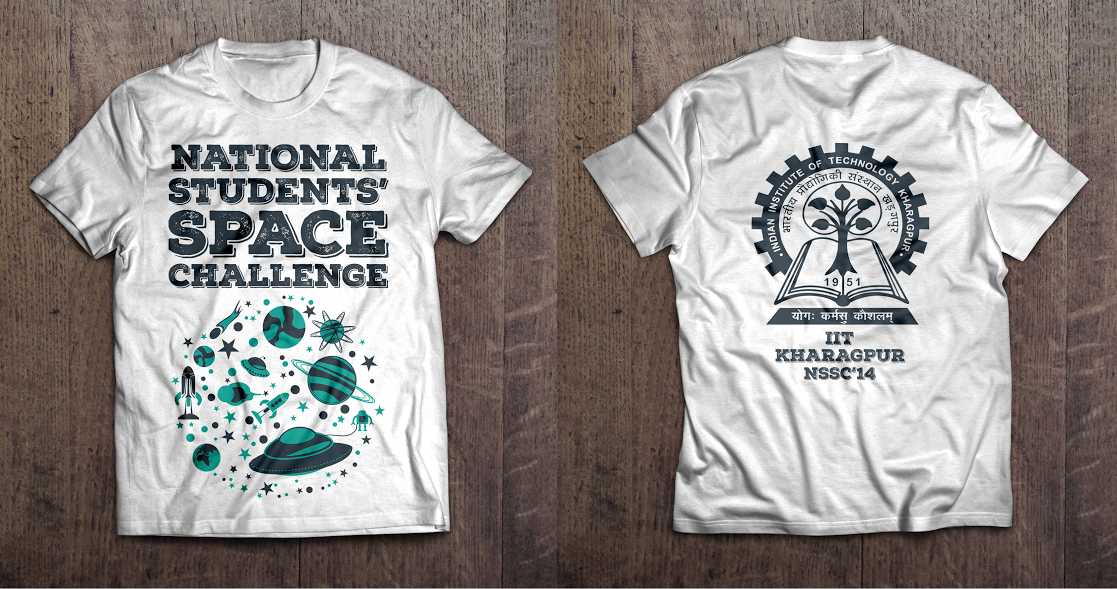 NATIONAL
STUDENTS'
SPACE
CHALLENGE
INDIAN INSTITUTE OF TECHNOLOGY KHARAGPUR
भारतीय प्रौद्योगिकी संस्थान खड़गपुर
1951
योगः कर्मसु कौशलम्
IIT
KHARAGPUR
NSSC'14